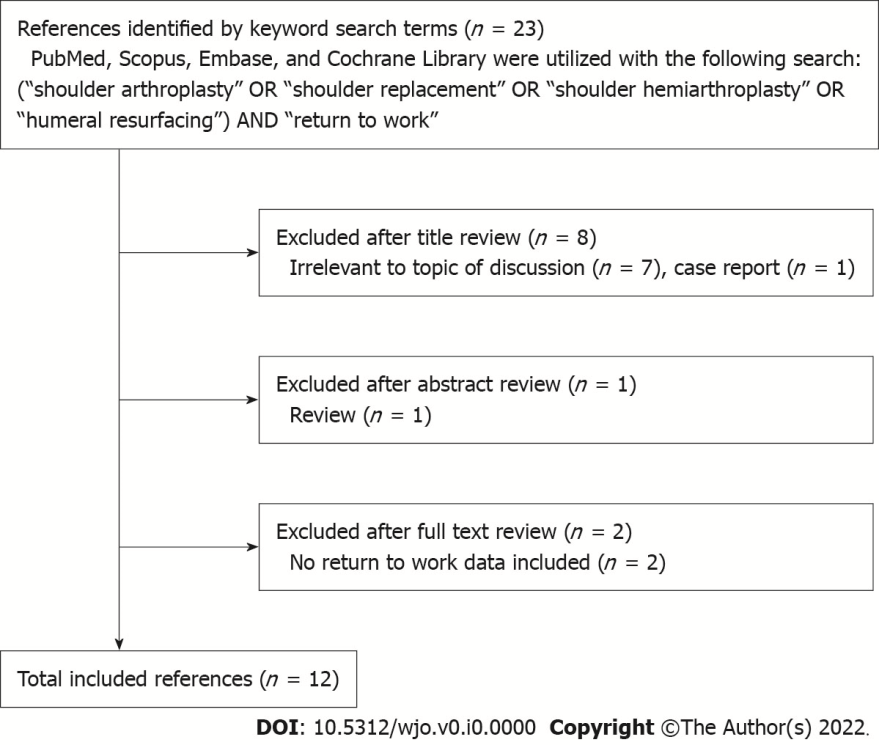 References identified by keyword search terms (n = 23)
PubMed, Scopus, Embase, and Cochrane Library were utilized with the following search:
(“shoulder arthroplasty” OR “shoulder replacement” OR “shoulder hemiarthroplasty” OR
“humeral resurfacing”) AND “return to work”
Excluded after title review (n = 8)
Irrelevant to topic of discussion (n = 7), case report (n = 1)
Excluded after abstract review (n = 1)
Review (n = 1)
Excluded after full text review (n = 2)
No return to work data included (n = 2)
Total included references (n = 12)
DOI: 10.5312/wjo.v0.i0.0000 Copyright ©The Author(s) 2022.